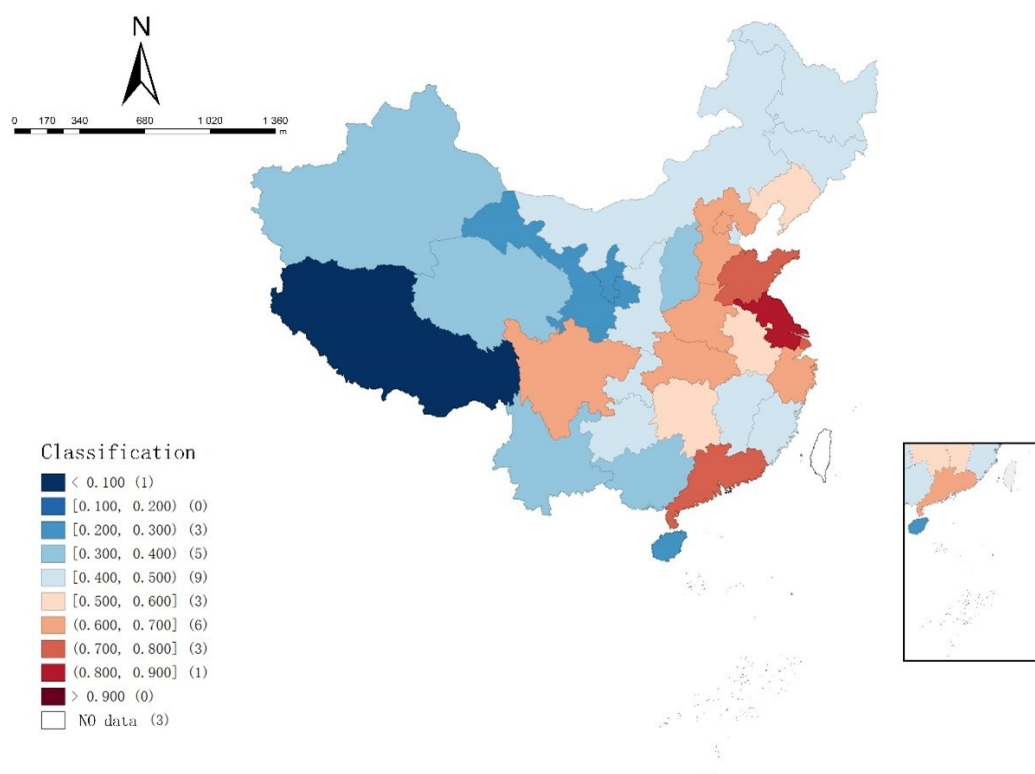 N
0 170 340 680 1 020 1 360
m
Classification
< 0.100 (1)
[0.100, 0.200) (0)
[0.200, 0.300) (3)
[0.300, 0.400) (5)
[0.400, 0.500) (9)
[0.500, 0.600] (3)
(0.600, 0.700] (6)
(0.700, 0.800] (3)
(0.800, 0.900] (1)
> 0.900 (0)
NO data (3)